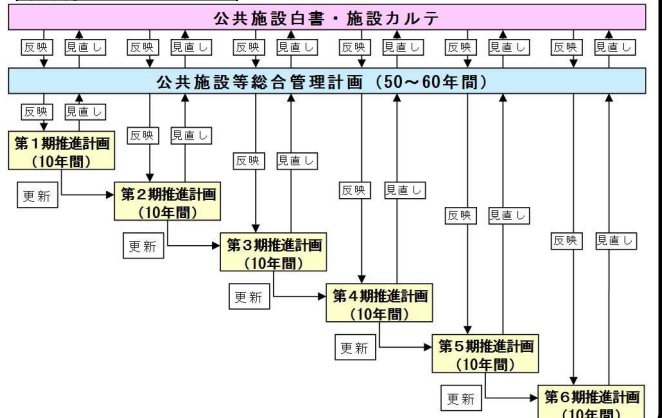 公共施設白書・施設カルテ
反映 見直し 反映 見直し 反映 見直し 反映 見直し 反映 見直し 反映 見直し
公共施設等総合管理計画（50～60年間）
反映 見直し
第1期推進計画
(10年間)
反映 見直し
更新
第2期推進計画
(10年間)
反映 見直し
更新
第3期推進計画
(10年間)
反映 見直し
更新
第4期推進計画
(10年間)
反映 見直し
更新
第5期推進計画
(10年間)
反映 見直し
更新
第6期推進計画
(10年間)